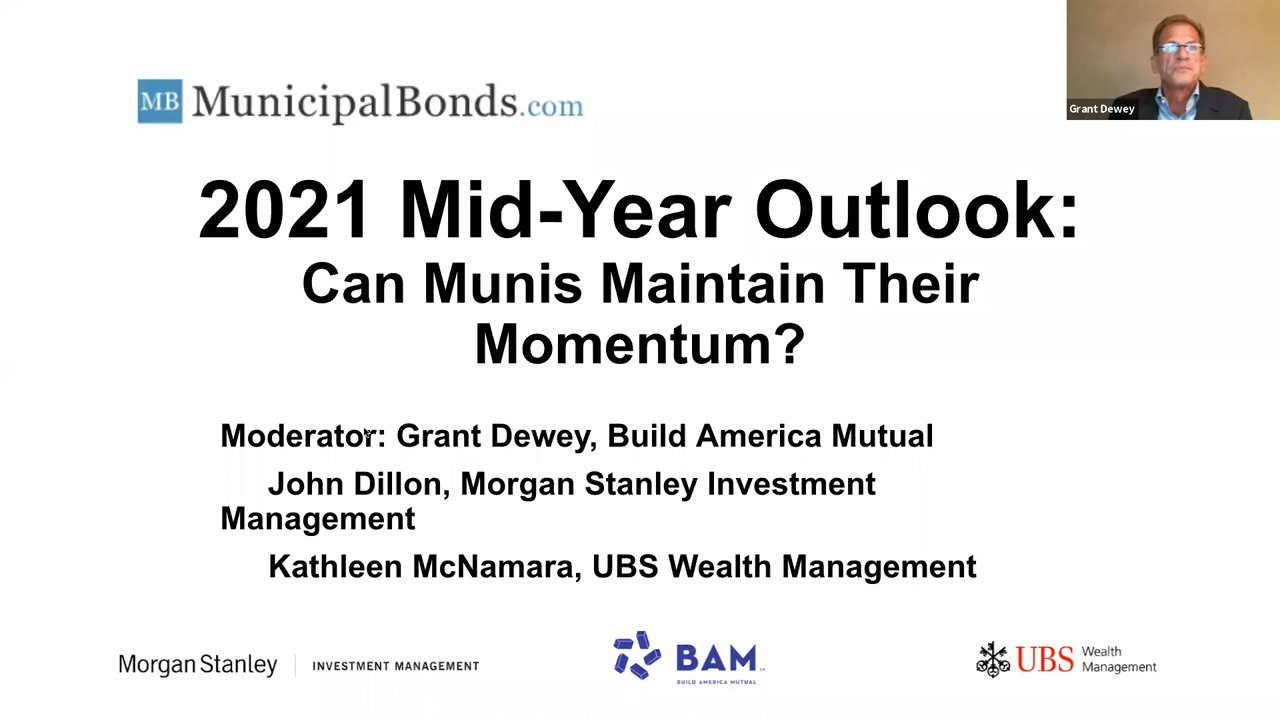 MB MunicipalBonds.com
Grant Dewey
2021 Mid-Year Outlook:
Can Munis Maintain Their
Momentum?
Moderator: Grant Dewey, Build America Mutual
John Dillon, Morgan Stanley Investment
Management
Kathleen McNamara, UBS Wealth Management
Morgan Stanley INVESTMENT MANAGEMENT
BAM
BUILD AMERICA MUTUAL
UBS
Wealth
Management